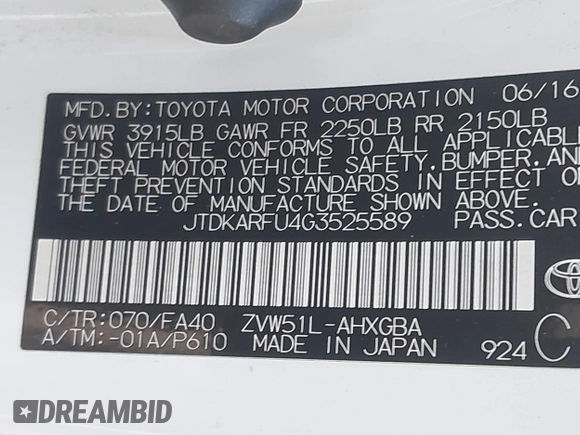 MFD. BY: TOYOTA MOTOR CORPORATION 06/16
GVWR 3915LB GAWR FR 2250LB RR 2150LB
THIS VEHICLE CONFORMS TO ALL APPLICABL
FEDERAL MOTOR VEHICLE SAFETY, BUMPER, AND
THEFT PREVENTION STANDARDS IN EFFECT ON
THE DATE OF MANUFACTURE SHOWN ABOVE.
JTDKARFU4G3525589 PASS. CAR
C/TR: 070/FA40 ZVW51L-AHXGBA
A/TM: -01A/P610 MADE IN JAPAN 924 C
DREAMBID